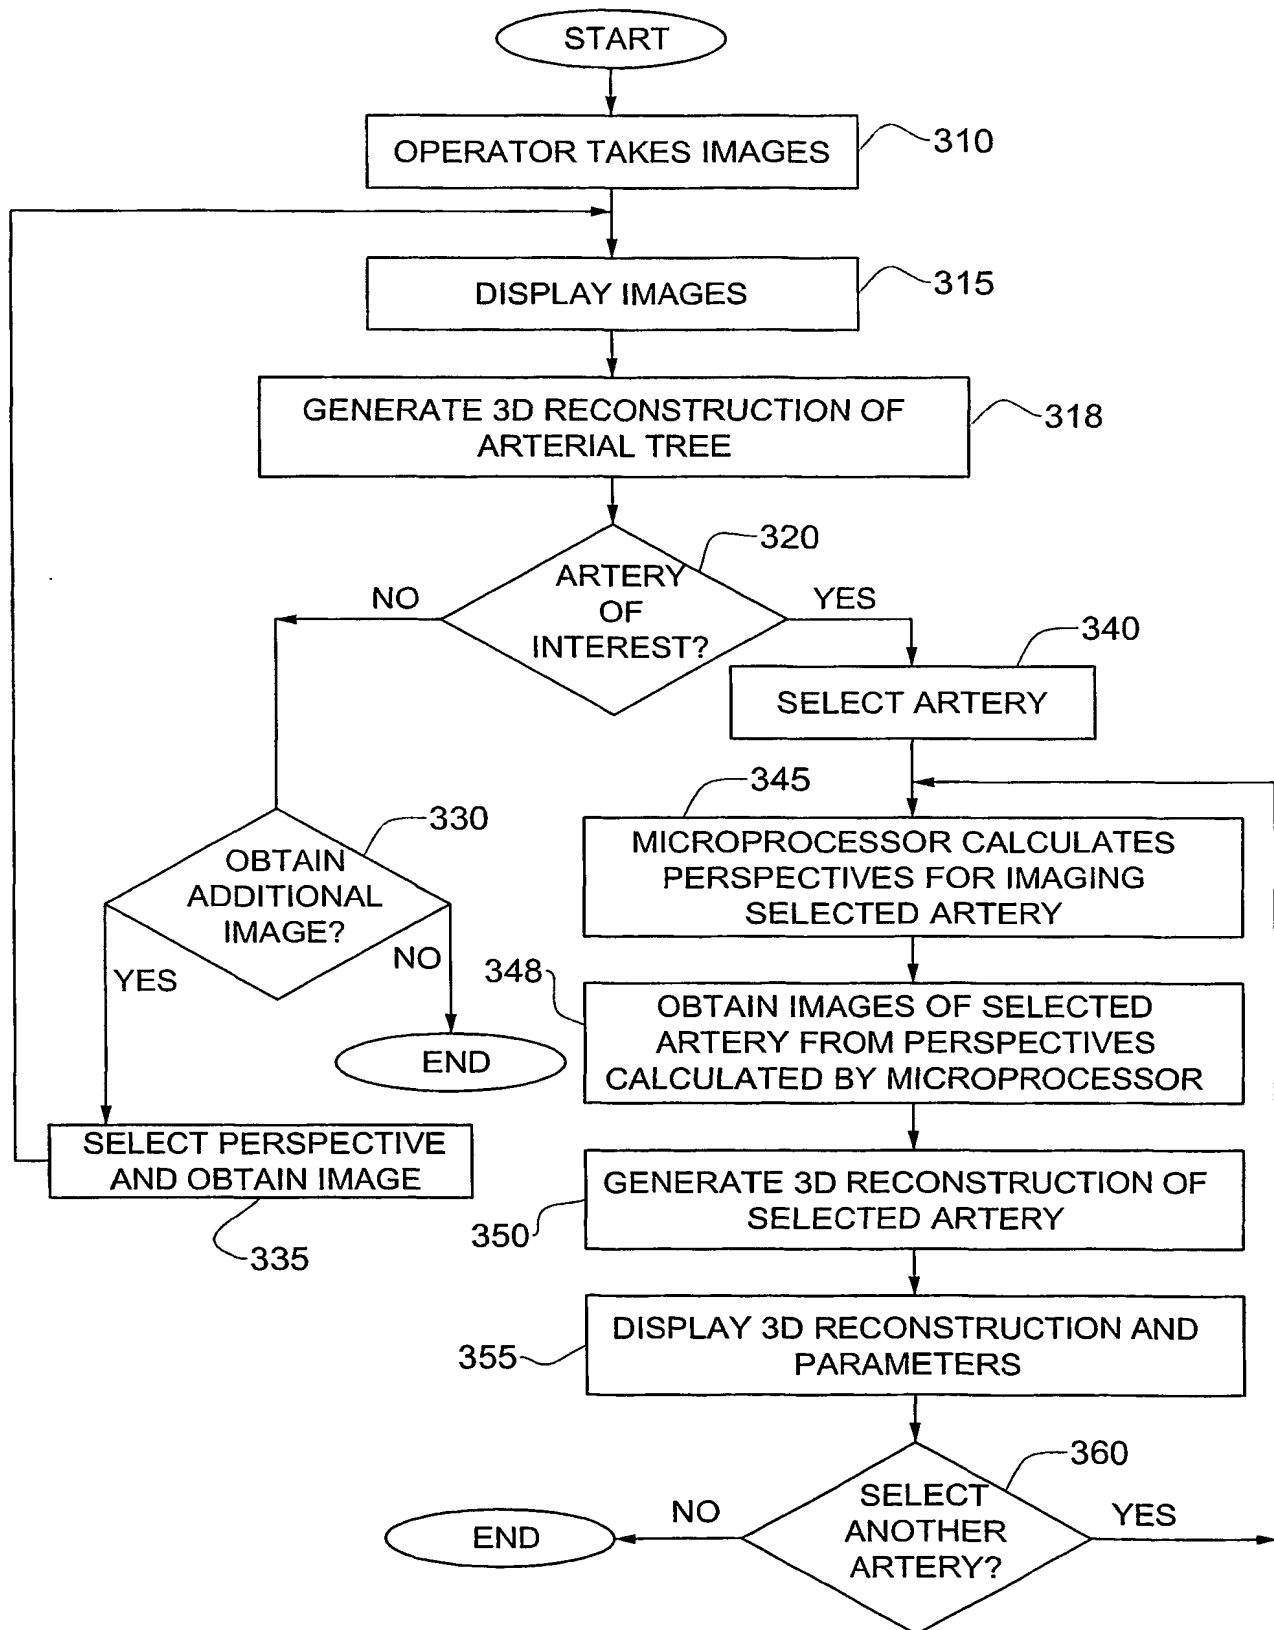 START
OPERATOR TAKES IMAGES
310
DISPLAY IMAGES
315
GENERATE 3D RECONSTRUCTION OF
ARTERIAL TREE
318
320
ARTERY
OF
INTEREST?
NO
YES
340
SELECT ARTERY
330
OBTAIN
ADDITIONAL
IMAGE?
YES
NO
END
SELECT PERSPECTIVE
AND OBTAIN IMAGE
335
345
MICROPROCESSOR CALCULATES
PERSPECTIVES FOR IMAGING
SELECTED ARTERY
348
OBTAIN IMAGES OF SELECTED
ARTERY FROM PERSPECTIVES
CALCULATED BY MICROPROCESSOR
GENERATE 3D RECONSTRUCTION OF
SELECTED ARTERY
350
DISPLAY 3D RECONSTRUCTION AND
PARAMETERS
355
360
SELECT
ANOTHER
ARTERY?
NO
YES
END